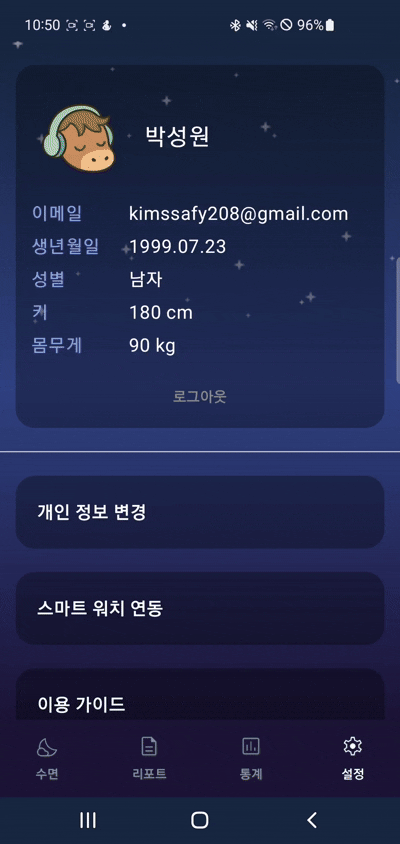 10:50 96%
박성원
이메일 kimssafy208@gmail.com
생년월일 1999.07.23
성별 남자
키 180 cm
몸무게 90 kg
로그아웃
개인 정보 변경
스마트 워치 연동
이용 가이드
수면 리포트 통계 설정